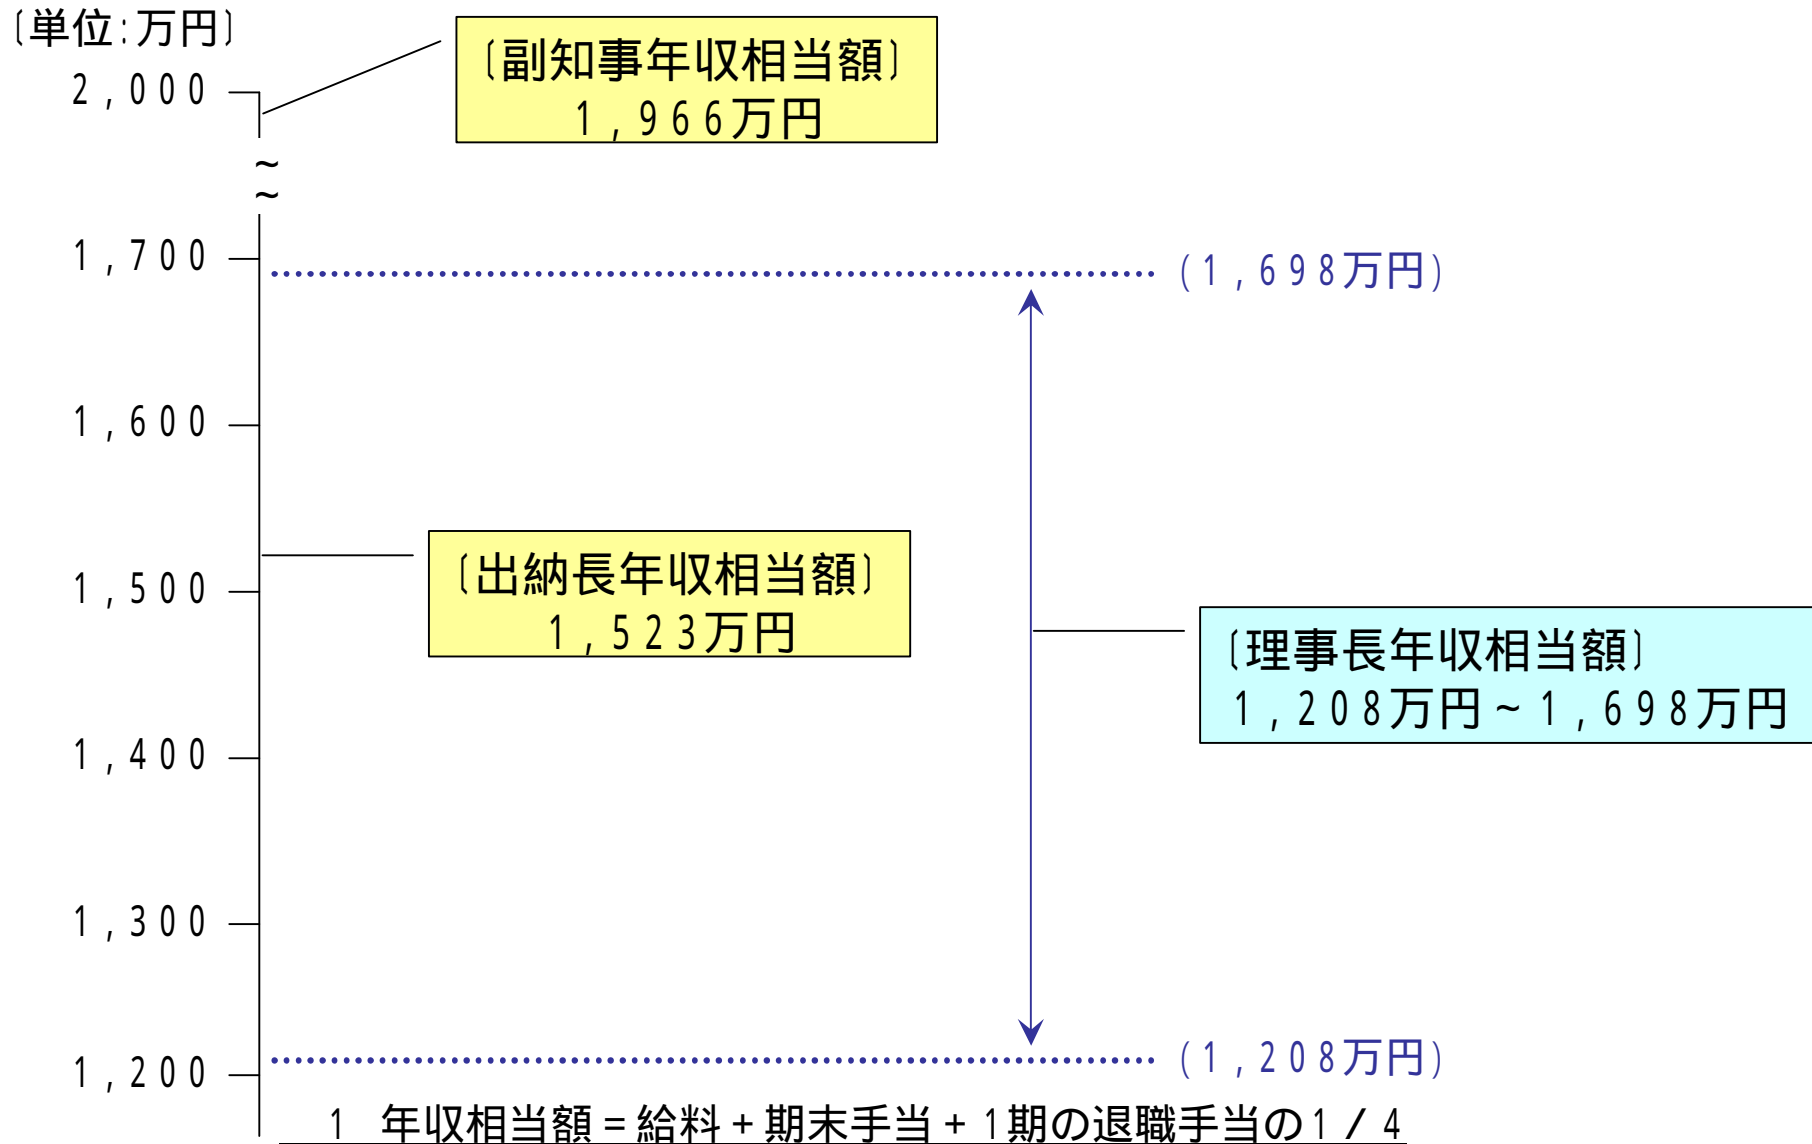 〔単位:万円〕
2,000
〔副知事年収相当額〕
1,966万円
~
~
1,700
(1,698万円)
1,600
1,500
〔出納長年収相当額〕
1,523万円
〔理事長年収相当額〕
1,208万円~1,698万円
1,400
1,300
1,200
(1,208万円)
1 年収相当額=給料+期末手当+1期の退職手当の1/4